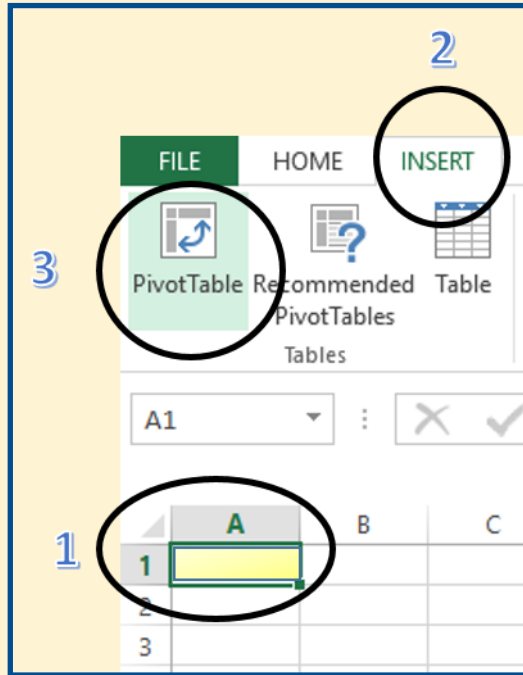 2
FILE HOME INSERT
3
PivotTable Recommended Table
PivotTables
Tables
A1
A B C
1
1
2
3